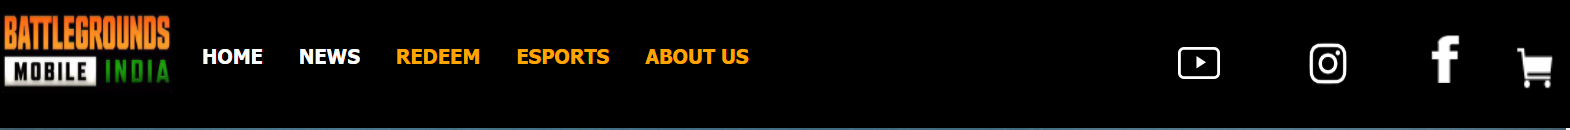 BATTLEGROUNDS
MOBILE INDIA
HOME NEWS REDEEM ESPORTS ABOUT US